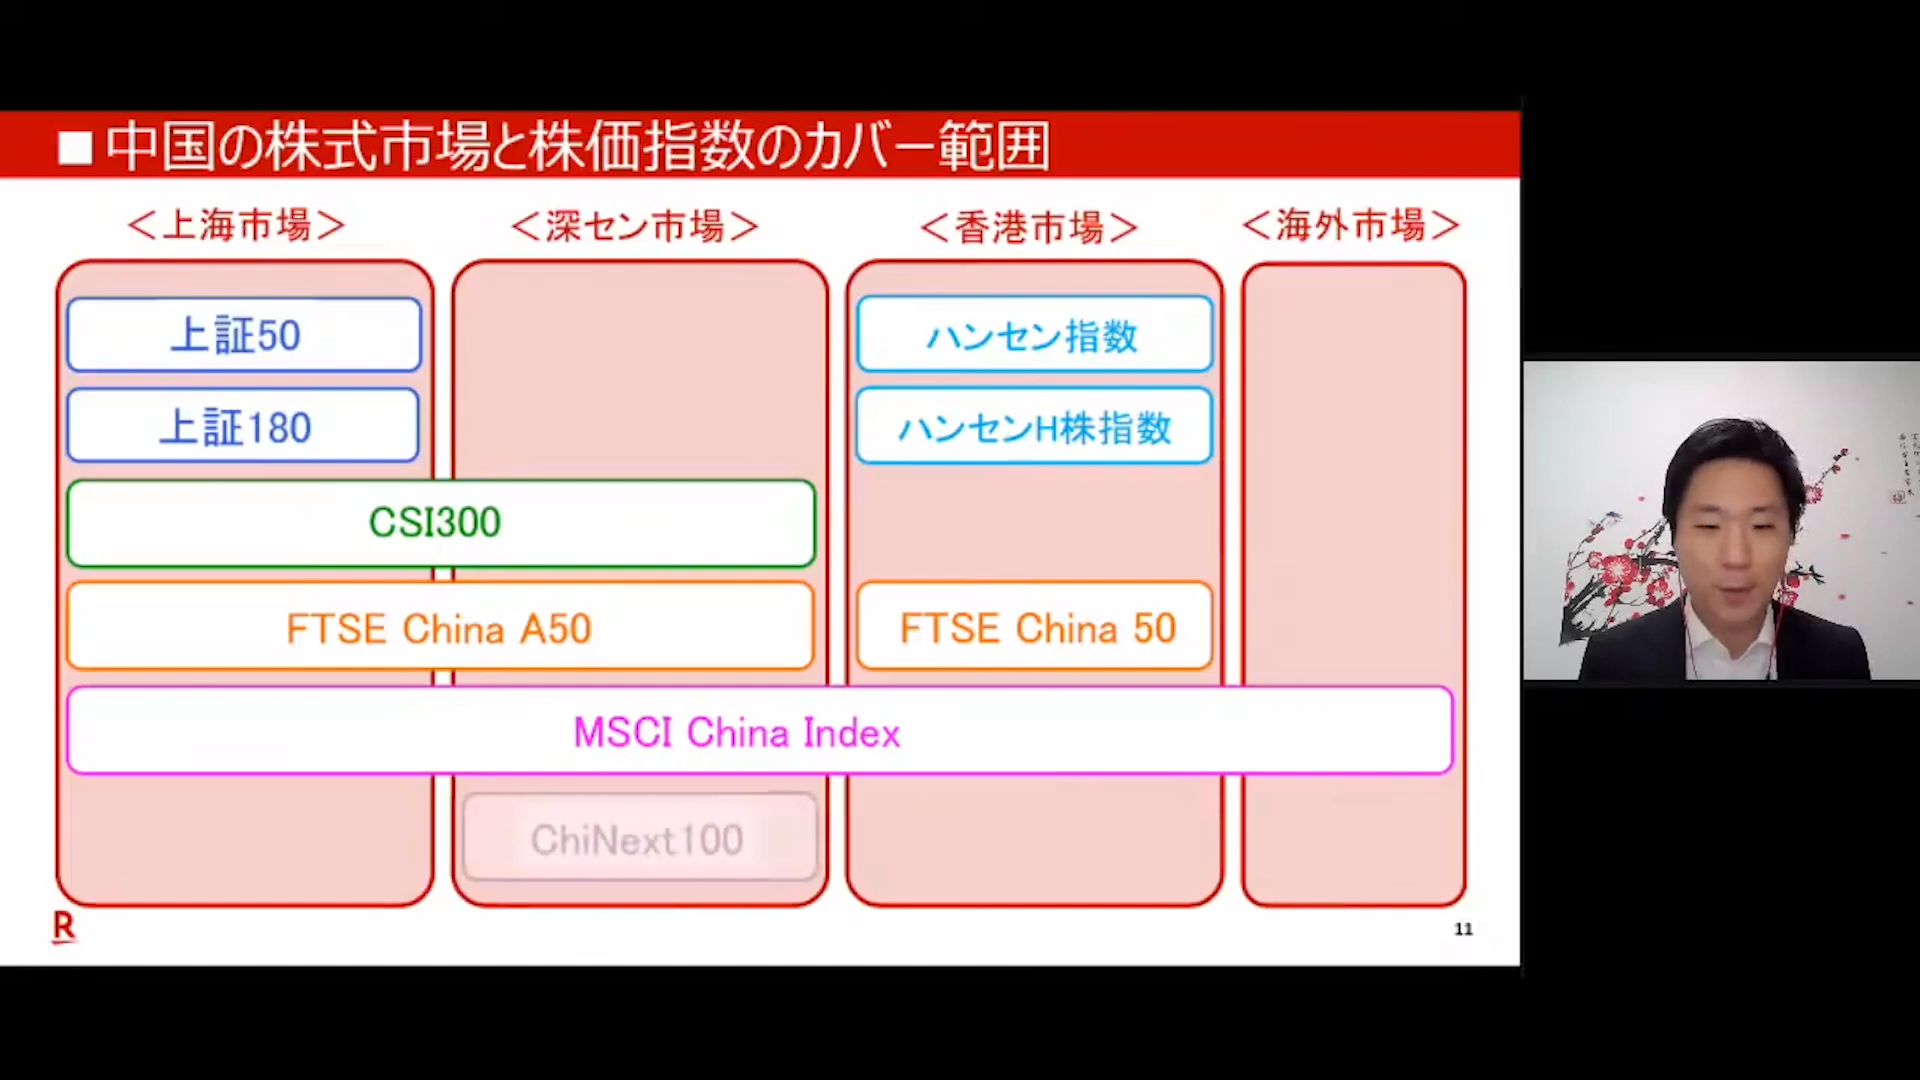 ■中国の株式市場と株価指数のカバー範囲
＜上海市場＞
＜深セン市場＞
＜香港市場＞
＜海外市場＞
上証50
ハンセン指数
上証180
ハンセンH株指数
CSI300
FTSE China A50
FTSE China 50
MSCI China Index
ChiNext100
R
11